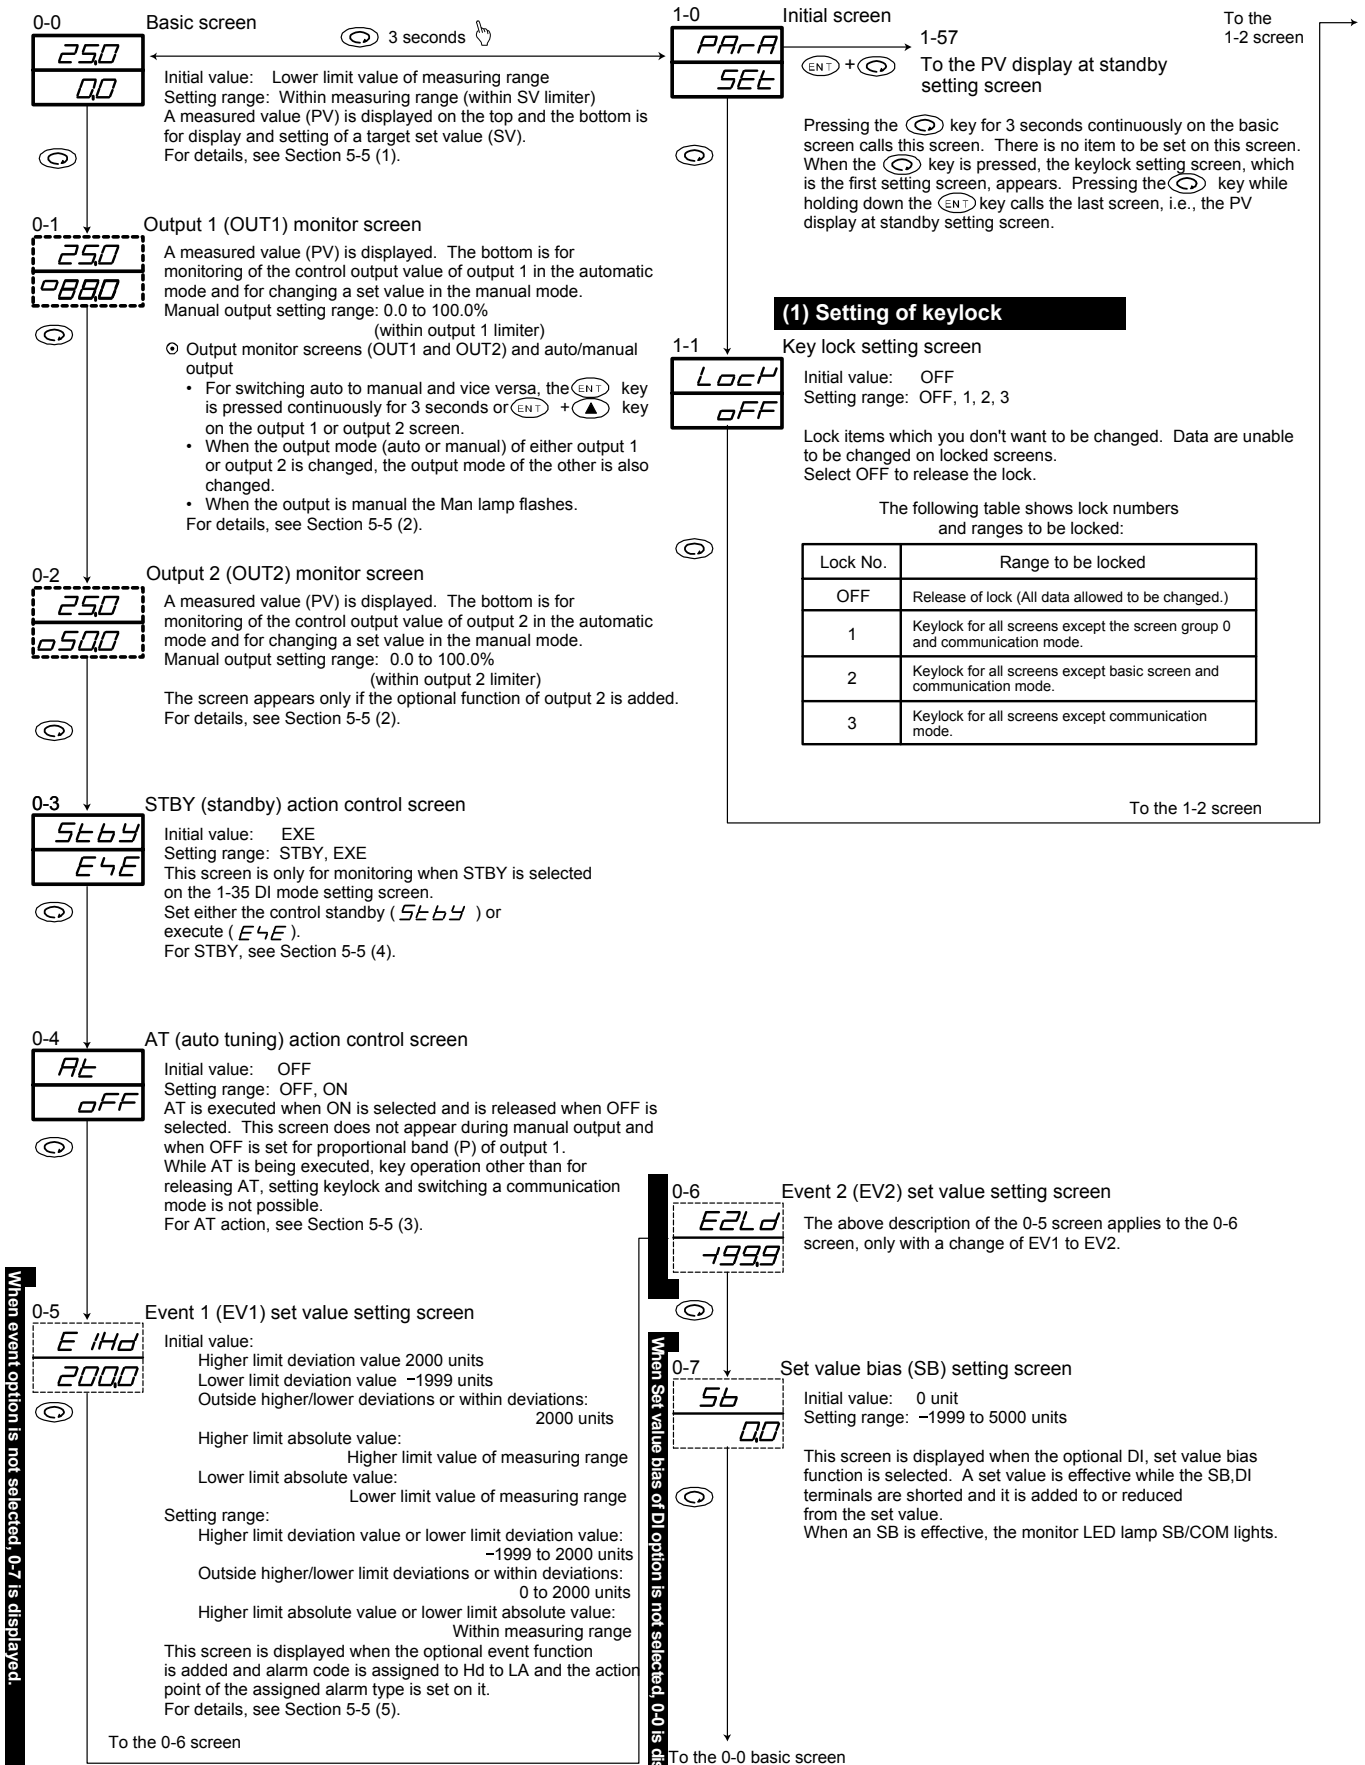 0-0
Basic screen
3 seconds
25.0
0.0
Initial value: Lower limit value of measuring range
Setting range: Within measuring range (within SV limiter)
A measured value (PV) is displayed on the top and the bottom is
for display and setting of a target set value (SV).
For details, see Section 5-5 (1).
0-1
Output 1 (OUT1) monitor screen
25.0
o88.0
A measured value (PV) is displayed. The bottom is for
monitoring of the control output value of output 1 in the automatic
mode and for changing a set value in the manual mode.
Manual output setting range: 0.0 to 100.0%
(within output 1 limiter)
Output monitor screens (OUT1 and OUT2) and auto/manual
output
• For switching auto to manual and vice versa, the ENT key
is pressed continuously for 3 seconds or ENT + ▲ key
on the output 1 or output 2 screen.
• When the output mode (auto or manual) of either output 1
or output 2 is changed, the output mode of the other is also
changed.
• When the output is manual the Man lamp flashes.
For details, see Section 5-5 (2).
0-2
Output 2 (OUT2) monitor screen
25.0
o50.0
A measured value (PV) is displayed. The bottom is for
monitoring of the control output value of output 2 in the automatic
mode and for changing a set value in the manual mode.
Manual output setting range: 0.0 to 100.0%
(within output 2 limiter)
The screen appears only if the optional function of output 2 is added.
For details, see Section 5-5 (2).
0-3
STBY (standby) action control screen
Stby
EXE
Initial value: EXE
Setting range: STBY, EXE
This screen is only for monitoring when STBY is selected
on the 1-35 DI mode setting screen.
Set either the control standby ( Stby ) or
execute ( EXE ).
For STBY, see Section 5-5 (4).
0-4
AT (auto tuning) action control screen
At
oFF
Initial value: OFF
Setting range: OFF, ON
AT is executed when ON is selected and is released when OFF is
selected. This screen does not appear during manual output and
when OFF is set for proportional band (P) of output 1.
While AT is being executed, key operation other than for
releasing AT, setting keylock and switching a communication
mode is not possible.
For AT action, see Section 5-5 (3).
When event option is not selected, 0-7 is displayed.
0-5
Event 1 (EV1) set value setting screen
E1Hd
200.0
Initial value:
Higher limit deviation value 2000 units
Lower limit deviation value −1999 units
Outside higher/lower deviations or within deviations:
2000 units
Higher limit absolute value:
Higher limit value of measuring range
Lower limit absolute value:
Lower limit value of measuring range
Setting range:
Higher limit deviation value or lower limit deviation value:
−1999 to 2000 units
Outside higher/lower limit deviations or within deviations:
0 to 2000 units
Higher limit absolute value or lower limit absolute value:
Within measuring range
This screen is displayed when the optional event function
is added and alarm code is assigned to Hd to LA and the action
point of the assigned alarm type is set on it.
For details, see Section 5-5 (5).
To the 0-6 screen
1-0
Initial screen
PArA
SEt
ENT +
1-57
To the PV display at standby
setting screen
To the
1-2 screen
Pressing the key for 3 seconds continuously on the basic
screen calls this screen. There is no item to be set on this screen.
When the key is pressed, the keylock setting screen, which
is the first setting screen, appears. Pressing the key while
holding down the ENT key calls the last screen, i.e., the PV
display at standby setting screen.
(1) Setting of keylock
1-1
Key lock setting screen
LocK
oFF
Initial value: OFF
Setting range: OFF, 1, 2, 3
Lock items which you don't want to be changed. Data are unable
to be changed on locked screens.
Select OFF to release the lock.
The following table shows lock numbers
and ranges to be locked:
Lock No. Range to be locked
OFF Release of lock (All data allowed to be changed.)
1 Keylock for all screens except the screen group 0
and communication mode.
2 Keylock for all screens except basic screen and
communication mode.
3 Keylock for all screens except communication
mode.
To the 1-2 screen
0-6
Event 2 (EV2) set value setting screen
E2Ld
-199.9
The above description of the 0-5 screen applies to the 0-6
screen, only with a change of EV1 to EV2.
When Set value bias of DI option is not selected, 0-0 is
0-7
Set value bias (SB) setting screen
Sb
0.0
Initial value: 0 unit
Setting range: −1999 to 5000 units
This screen is displayed when the optional DI, set value bias
function is selected. A set value is effective while the SB,DI
terminals are shorted and it is added to or reduced
from the set value.
When an SB is effective, the monitor LED lamp SB/COM lights.
To the 0-0 basic screen